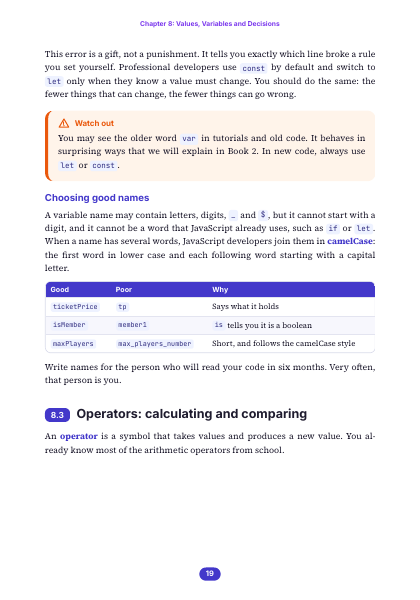 Chapter 8: Values, Variables and Decisions
This error is a gift, not a punishment. It tells you exactly which line broke a rule
you set yourself. Professional developers use const by default and switch to
let only when they know a value must change. You should do the same: the
fewer things that can change, the fewer things can go wrong.
Watch out
You may see the older word var in tutorials and old code. It behaves in
surprising ways that we will explain in Book 2. In new code, always use
let or const.
Choosing good names
A variable name may contain letters, digits, _ and $, but it cannot start with a
digit, and it cannot be a word that JavaScript already uses, such as if or let.
When a name has several words, JavaScript developers join them in camelCase:
the first word in lower case and each following word starting with a capital
letter.
Good Poor Why
ticketPrice tp Says what it holds
isMember member1 is tells you it is a boolean
maxPlayers max_players_number Short, and follows the camelCase style
Write names for the person who will read your code in six months. Very often,
that person is you.
8.3 Operators: calculating and comparing
An operator is a symbol that takes values and produces a new value. You al-
ready know most of the arithmetic operators from school.
19